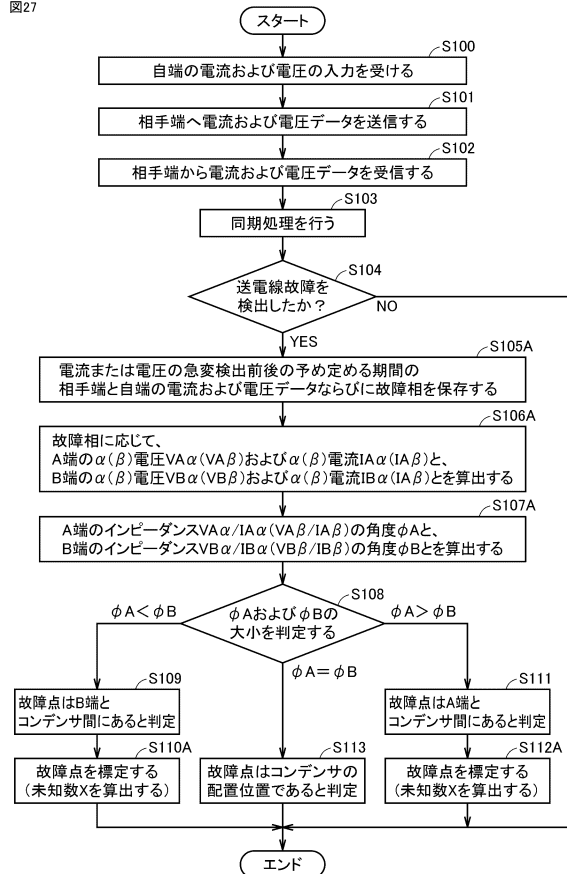 図27
スタート
S100
自端の電流および電圧の入力を受ける
S101
相手端へ電流および電圧データを送信する
S102
相手端から電流および電圧データを受信する
S103
同期処理を行う
S104
送電線故障を
検出したか？
NO
YES
S105A
電流または電圧の急変検出前後の予め定める期間の
相手端と自端の電流および電圧データならびに故障相を保存する
S106A
故障相に応じて、
A端のα(β)電圧VAα(VAβ)およびα(β)電流IAα(IAβ)と、
B端のα(β)電圧VBα(VBβ)およびα(β)電流IBα(IAβ)とを算出する
S107A
A端のインピーダンスVAα/IAα(VAβ/IAβ)の角度φAと、
B端のインピーダンスVBα/IBα(VBβ/IBβ)の角度φBとを算出する
S108
φA＜φB
φAおよびφBの
大小を判定する
φA＞φB
φA＝φB
S109
故障点はB端と
コンデンサ間にあると判定
S111
故障点はA端と
コンデンサ間にあると判定
S110A
故障点を標定する
(未知数Xを算出する)
S113
故障点はコンデンサの
配置位置であると判定
S112A
故障点を標定する
(未知数Xを算出する)
エンド